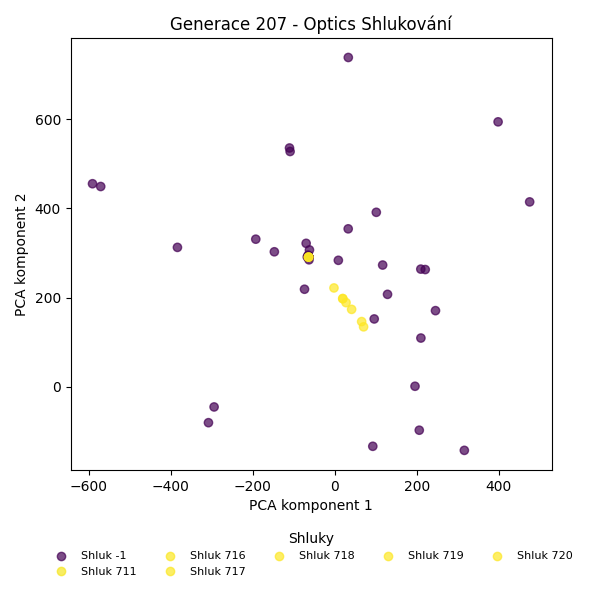 Generace 207 - Optics Shlukování
PCA komponent 2
600
400
200
0
−600 −400 −200 0 200 400
PCA komponent 1
Shluky
Shluk -1 Shluk 716 Shluk 718 Shluk 719 Shluk 720
Shluk 711 Shluk 717